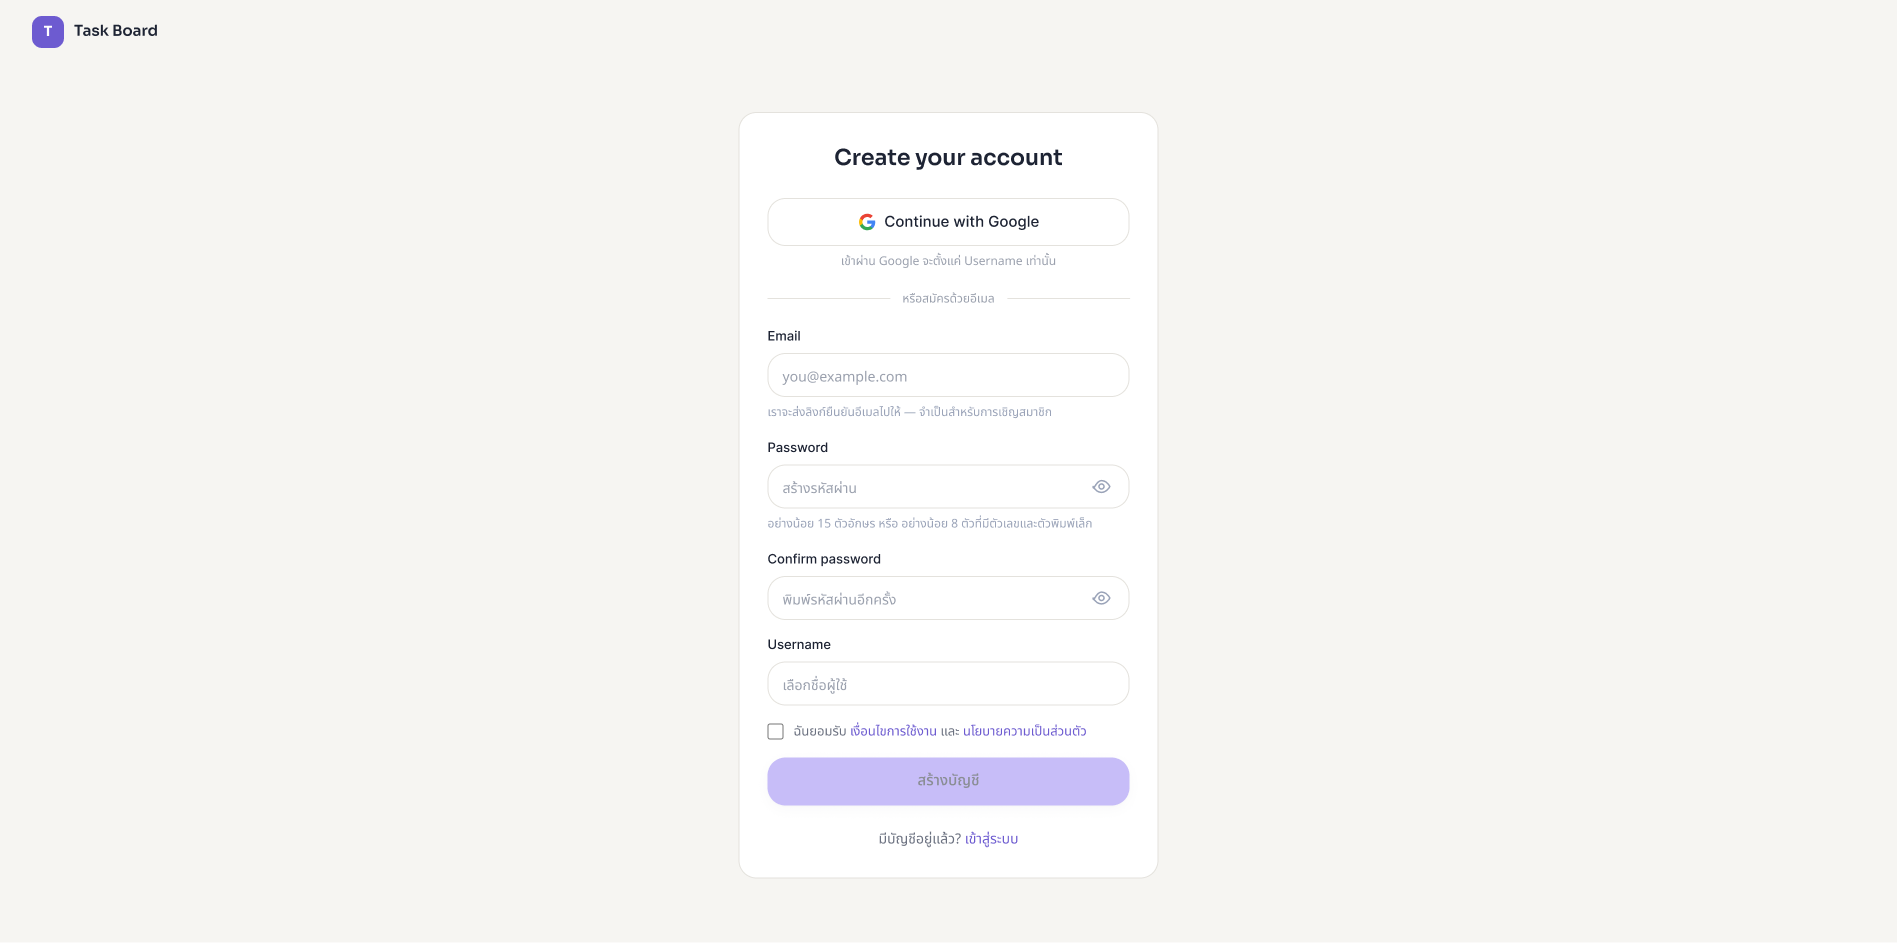 T Task Board
Create your account
Continue with Google
เข้าผ่าน Google จะตั้งแค่ Username เท่านั้น
หรือสมัครด้วยอีเมล
Email
you@example.com
เราจะส่งลิงก์ยืนยันอีเมลไปให้ — จำเป็นสำหรับการเชิญสมาชิก
Password
สร้างรหัสผ่าน
อย่างน้อย 15 ตัวอักษร หรือ อย่างน้อย 8 ตัวที่มีตัวเลขและตัวพิมพ์เล็ก
Confirm password
พิมพ์รหัสผ่านอีกครั้ง
Username
เลือกชื่อผู้ใช้
ฉันยอมรับ เงื่อนไขการใช้งาน และ นโยบายความเป็นส่วนตัว
สร้างบัญชี
มีบัญชีอยู่แล้ว? เข้าสู่ระบบ